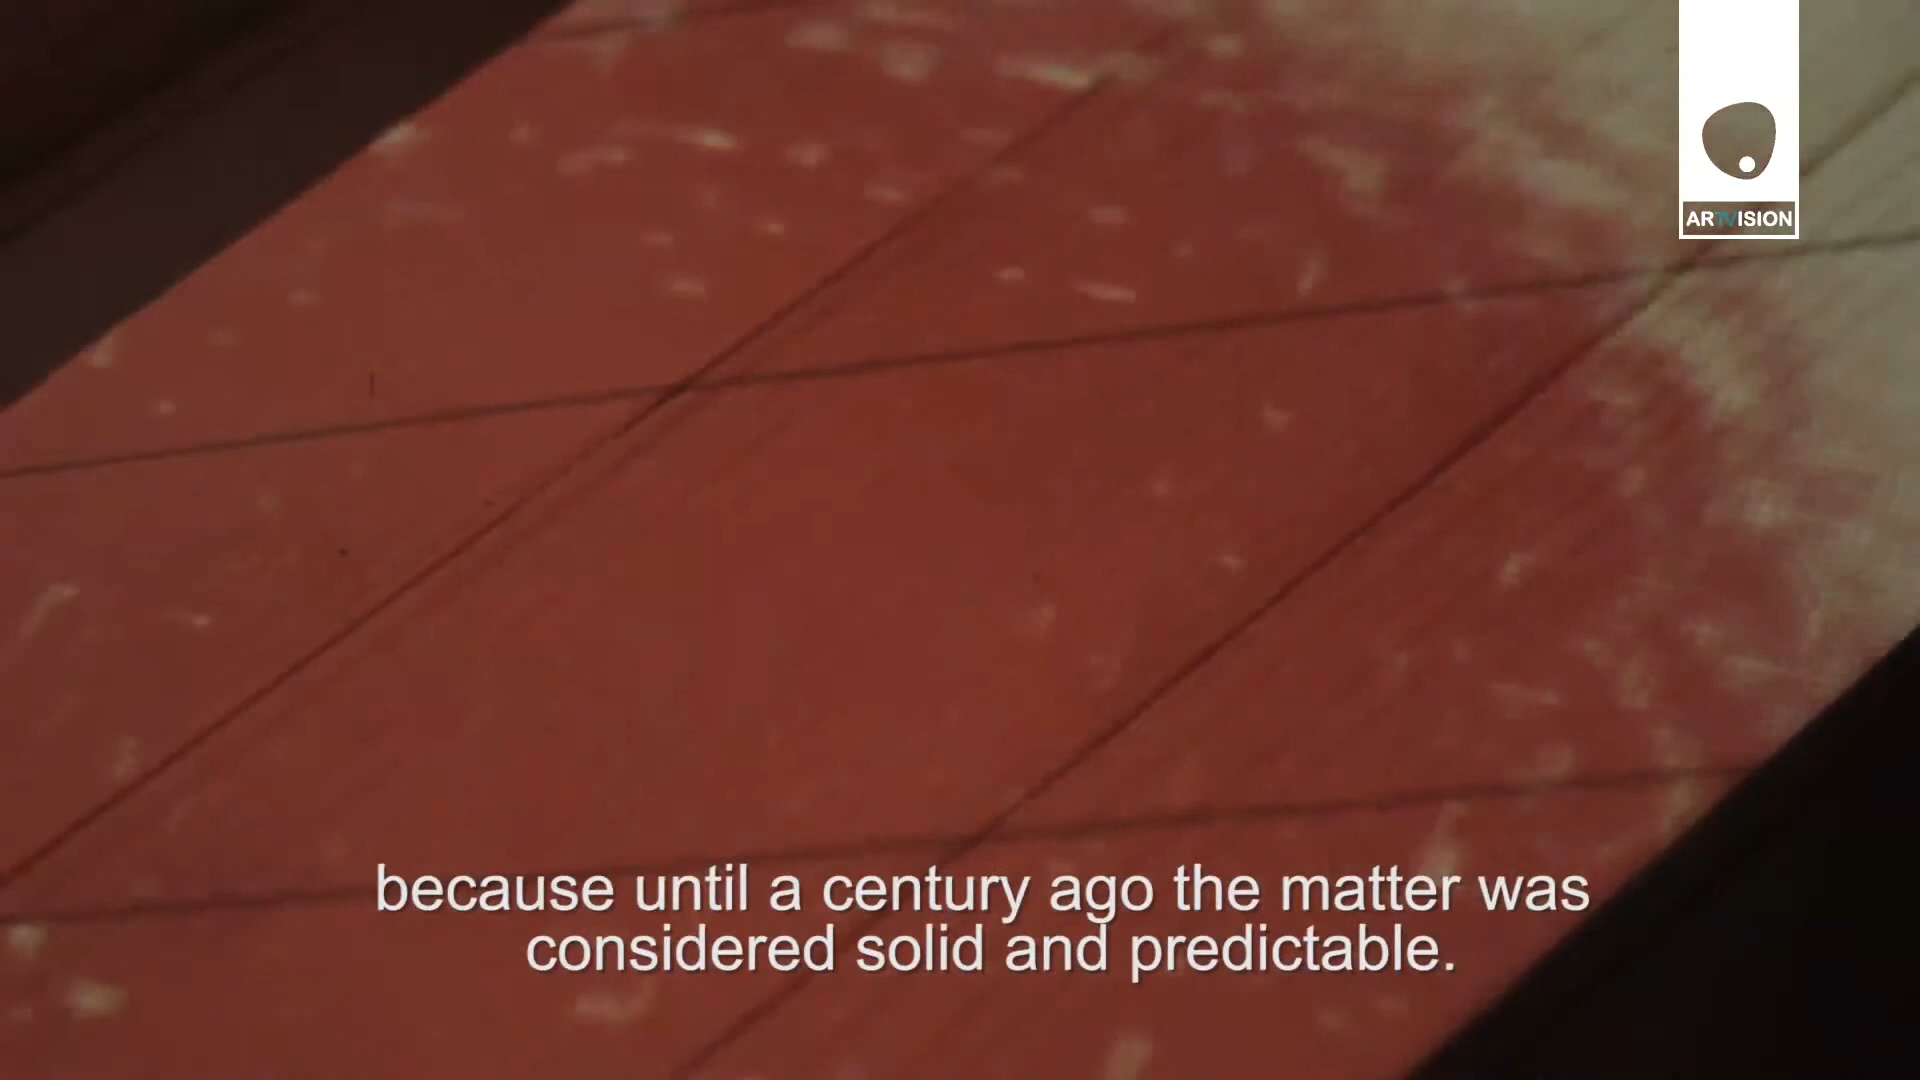 ARTVISION
because until a century ago the matter was
considered solid and predictable.